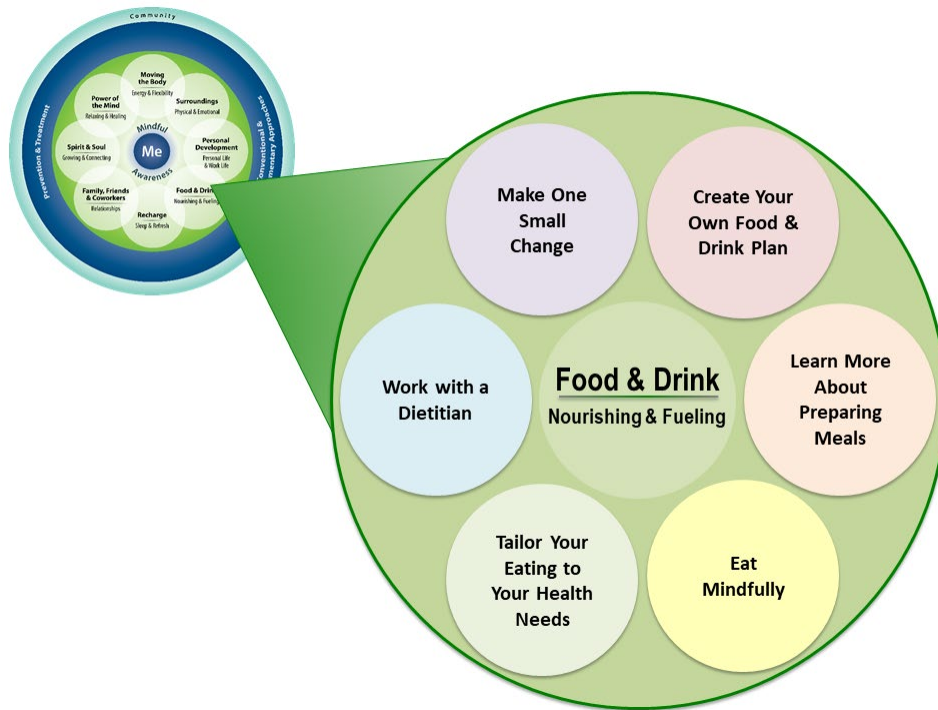 Community
Prevention & Treatment
Conventional &
mentary Approaches
Moving
the Body
Energy & Flexibility
Surroundings
Physical & Emotional
Personal
Development
Personal Life
& Work Life
Food & Drin
Nourishing & Fueling
Recharge
Sleep & Refresh
Family, Friends
& Coworkers
Relationships
Spirit & Soul
Growing & Connecting
Power of
the Mind
Relaxing & Healing
Mindful
Me
Awareness
Make One
Small
Change
Create Your
Own Food &
Drink Plan
Learn More
About
Preparing
Meals
Eat
Mindfully
Tailor Your
Eating to
Your Health
Needs
Work with a
Dietitian
Food & Drink
Nourishing & Fueling